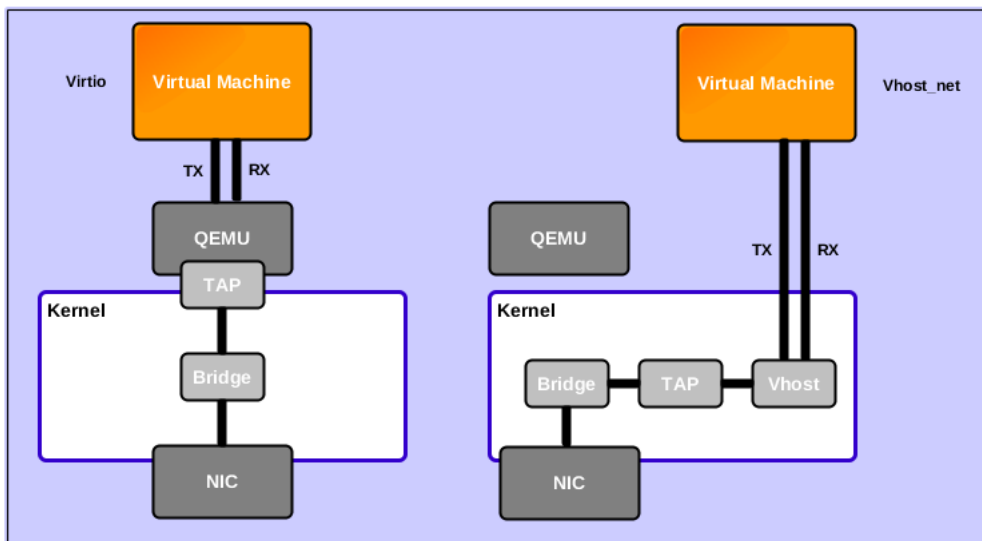 Virtio
Virtual Machine
TX
RX
QEMU
TAP
Kernel
Bridge
NIC
Virtual Machine
Vhost_net
QEMU
TX
RX
Kernel
Bridge
TAP
Vhost
NIC